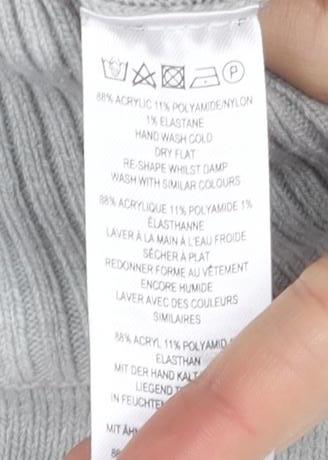 P
88% ACRYLIC 11% POLYAMIDE/NYLON
1% ELASTANE
HAND WASH COLD
DRY FLAT
RE-SHAPE WHILST DAMP
WASH WITH SIMILAR COLOURS
88% ACRYLIQUE 11% POLYAMIDE 1%
ÉLASTHANNE
LAVER À LA MAIN À L'EAU FROIDE
SÉCHER À PLAT
REDONNER FORME AU VÊTEMENT
ENCORE HUMIDE
LAVER AVEC DES COULEURS
SIMILAIRES
88% ACRYL 11% POLYAMID
ELASTHAN
MIT DER HAND KALT
LIEGEND
IN FEUCHTEN
MIT